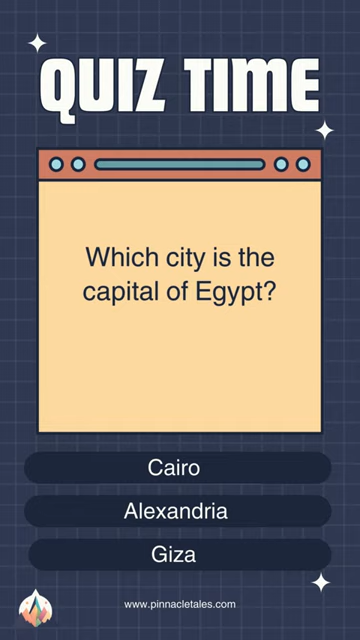 QUIZ TIME
Which city is the
capital of Egypt?
Cairo
Alexandria
Giza
www.pinnacletales.com